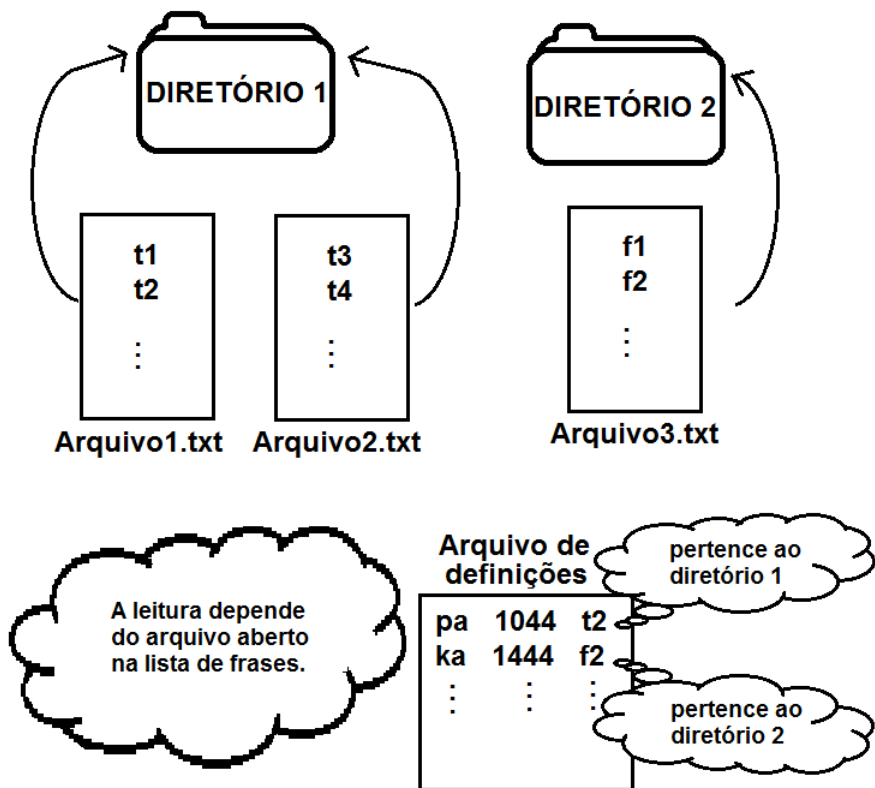 DIRETÓRIO 1
DIRETÓRIO 2
t1
t2
⋮
Arquivo1.txt
t3
t4
⋮
Arquivo2.txt
f1
f2
⋮
Arquivo3.txt
A leitura depende
do arquivo aberto
na lista de frases.
Arquivo de
definições
pa 1044 t2
ka 1444 f2
⋮ ⋮ ⋮
pertence ao
diretório 1
pertence ao
diretório 2